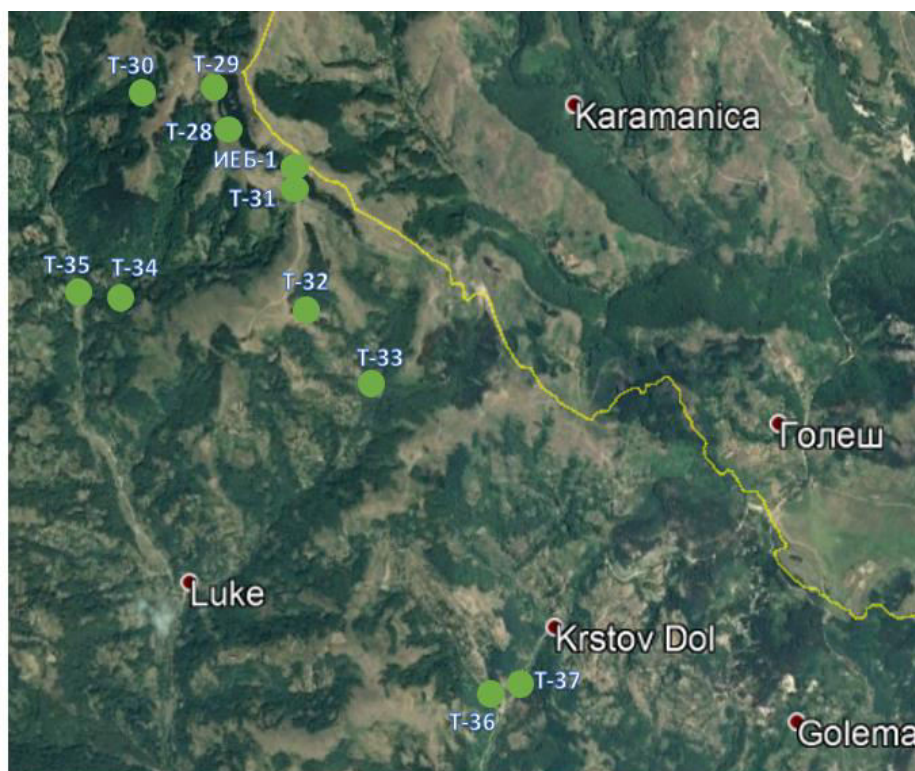 Т-30
Т-29
Karamanica
Т-28
ИЕБ-1
Т-31
Т-35
Т-34
Т-32
Т-33
Голеш
Luke
Krstov Dol
Т-37
Т-36
Golema